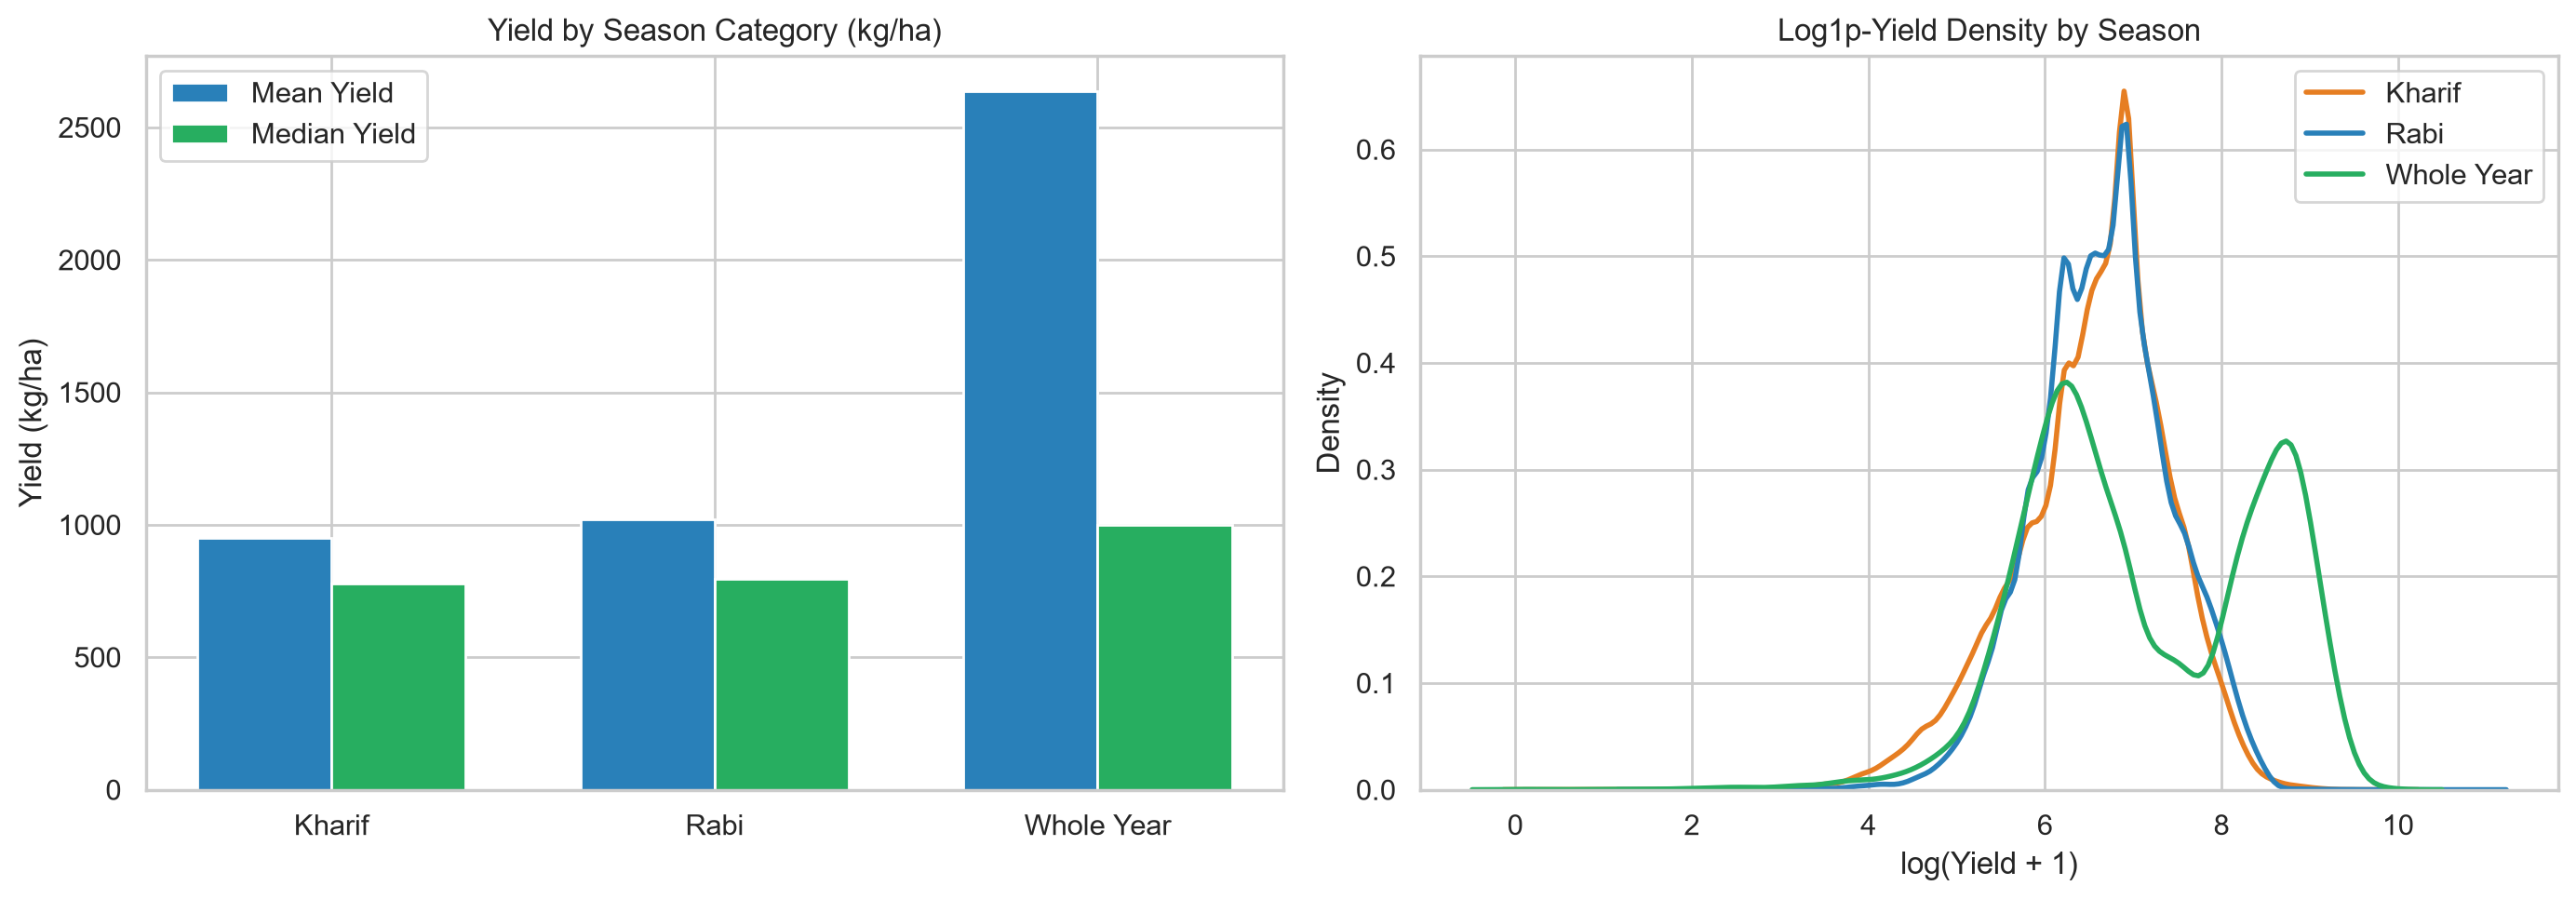 Yield by Season Category (kg/ha)
Mean Yield
Median Yield
Yield (kg/ha)
2500
2000
1500
1000
500
0
Kharif
Rabi
Whole Year
Log1p-Yield Density by Season
Kharif
Rabi
Whole Year
Density
0.6
0.5
0.4
0.3
0.2
0.1
0.0
0
2
4
6
8
10
log(Yield + 1)